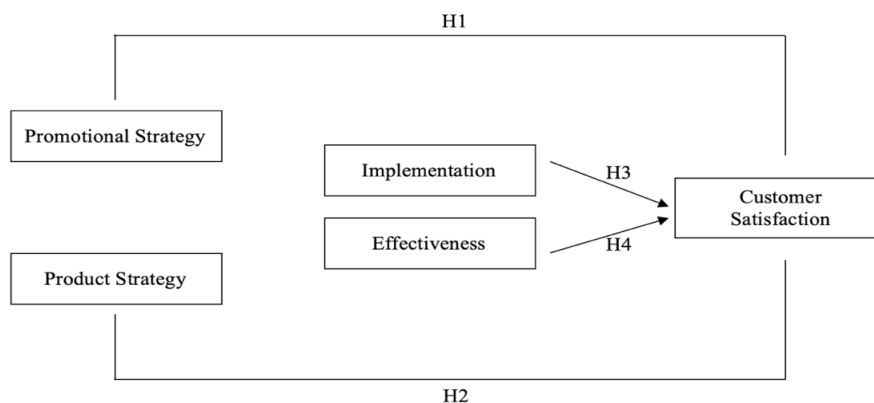 H1
Promotional Strategy
Implementation
H3
Customer
Satisfaction
Effectiveness
H4
Product Strategy
H2